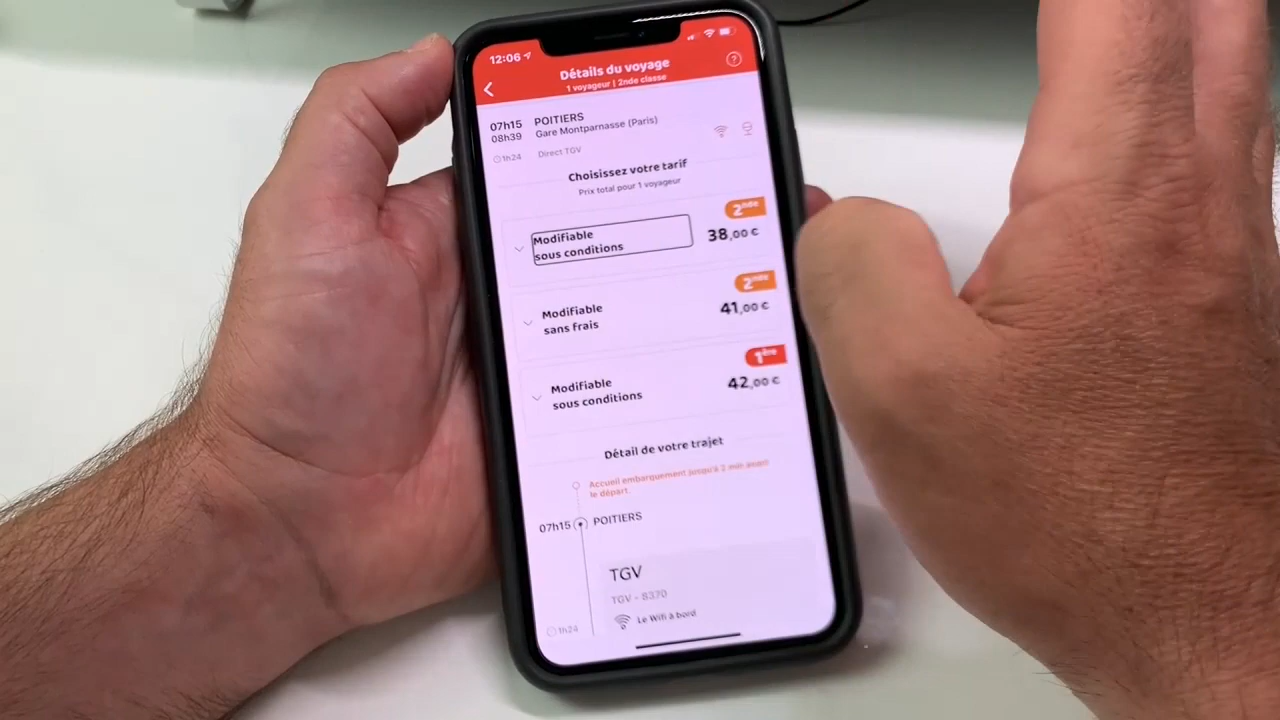 12:06
Détails du voyage
1 voyageur | 2nde classe
07h15 POITIERS
08h39 Gare Montparnasse (Paris)
1h24 Direct TGV
Choisissez votre tarif
Prix total pour 1 voyageur
2nde
Modifiable
sous conditions
38,00 €
2nde
Modifiable
sans frais
41,00 €
1ère
Modifiable
sous conditions
42,00 €
Détail de votre trajet
Accueil embarquement jusqu'à 2 min avant
le départ.
07h15 POITIERS
TGV
TGV - 8370
Le Wifi à bord
1h24